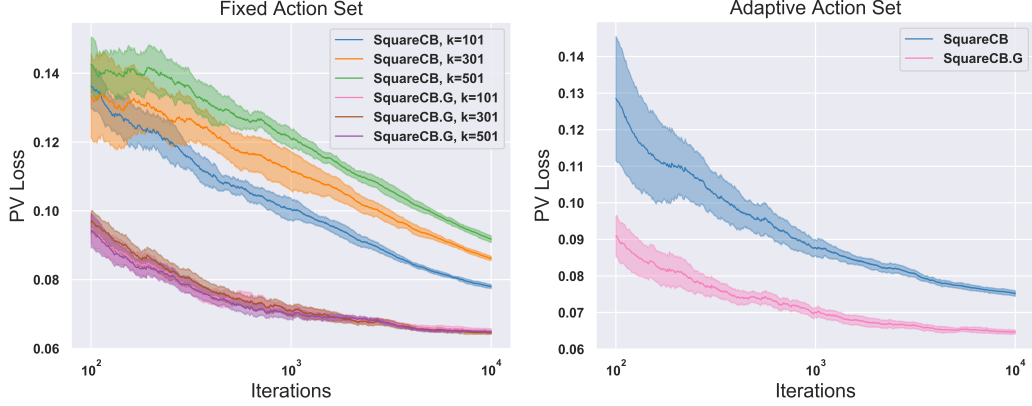 Fixed Action Set
PV Loss
0.14
0.12
0.10
0.08
0.06
SquareCB, k=101
SquareCB, k=301
SquareCB, k=501
SquareCB.G, k=101
SquareCB.G, k=301
SquareCB.G, k=501
10² 10³ 10⁴
Iterations
Adaptive Action Set
PV Loss
0.14
0.13
0.12
0.11
0.10
0.09
0.08
0.07
0.06
SquareCB
SquareCB.G
10² 10³ 10⁴
Iterations